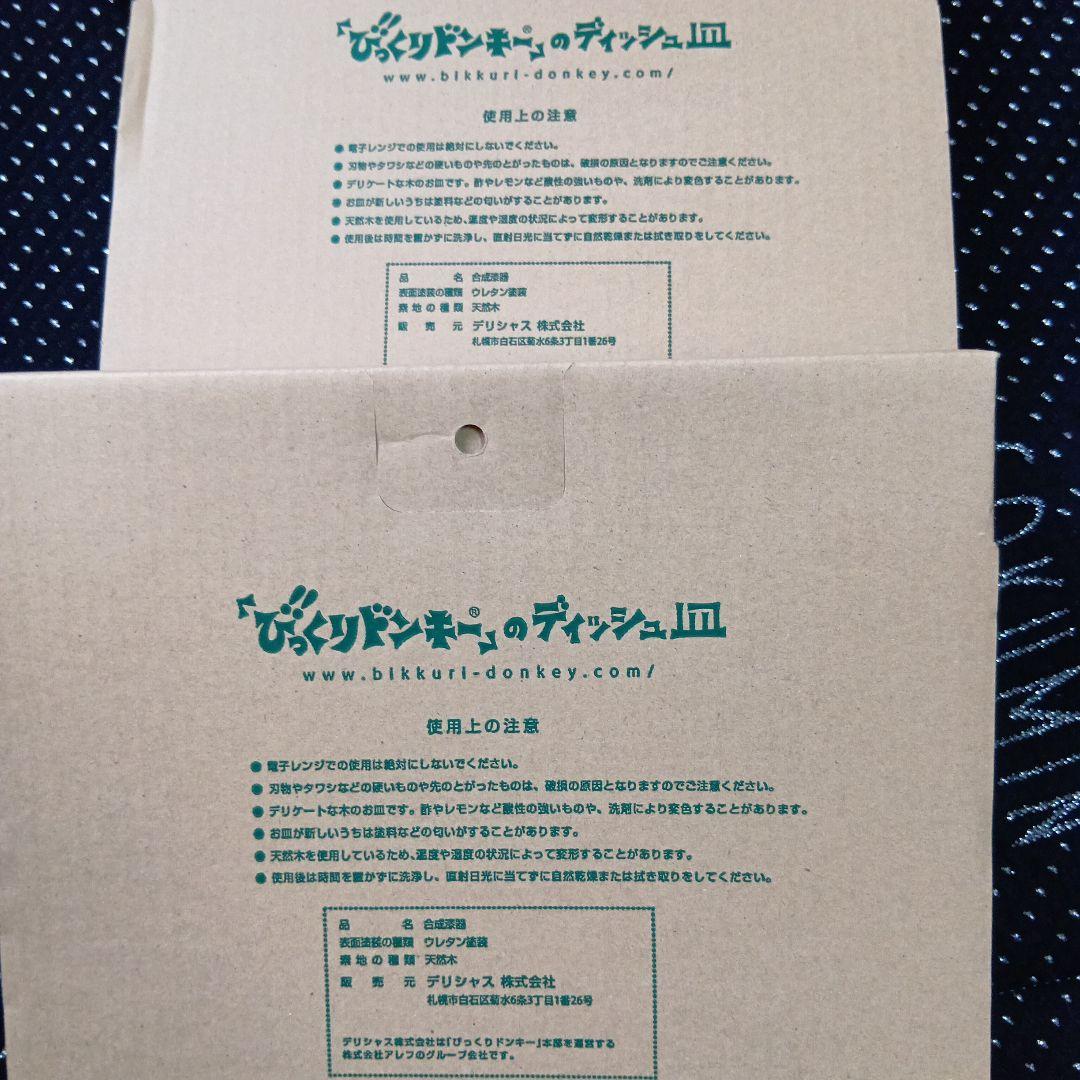 「びっくりドンキー®」のディッシュ皿
www.bikkuri-donkey.com/
使用上の注意
● 電子レンジでの使用は絶対にしないでください。
● 刃物やタワシなどの硬いものや先のとがったものは、破損の原因となりますのでご注意ください。
● デリケートな木のお皿です。酢やレモンなど酸性の強いものや、洗剤により変色することがあります。
● お皿が新しいうちは塗料などの匂いがすることがあります。
● 天然木を使用しているため、温度や湿度の状況によって変形することがあります。
● 使用後は時間を置かずに洗浄し、直射日光に当てずに自然乾燥または拭き取りをしてください。
品名 合成漆器
表面塗装の種類 ウレタン塗装
素地の種類 天然木
販売元 デリシャス 株式会社
札幌市白石区菊水6条3丁目1番26号
「びっくりドンキー®」のディッシュ皿
www.bikkuri-donkey.com/
使用上の注意
● 電子レンジでの使用は絶対にしないでください。
● 刃物やタワシなどの硬いものや先のとがったものは、破損の原因となりますのでご注意ください。
● デリケートな木のお皿です。酢やレモンなど酸性の強いものや、洗剤により変色することがあります。
● お皿が新しいうちは塗料などの匂いがすることがあります。
● 天然木を使用しているため、温度や湿度の状況によって変形することがあります。
● 使用後は時間を置かずに洗浄し、直射日光に当てずに自然乾燥または拭き取りをしてください。
品名 合成漆器
表面塗装の種類 ウレタン塗装
素地の種類 天然木
販売元 デリシャス 株式会社
札幌市白石区菊水6条3丁目1番26号
デリシャス株式会社は「びっくりドンキー」本部を運営する
株式会社アレフのグループ会社です。